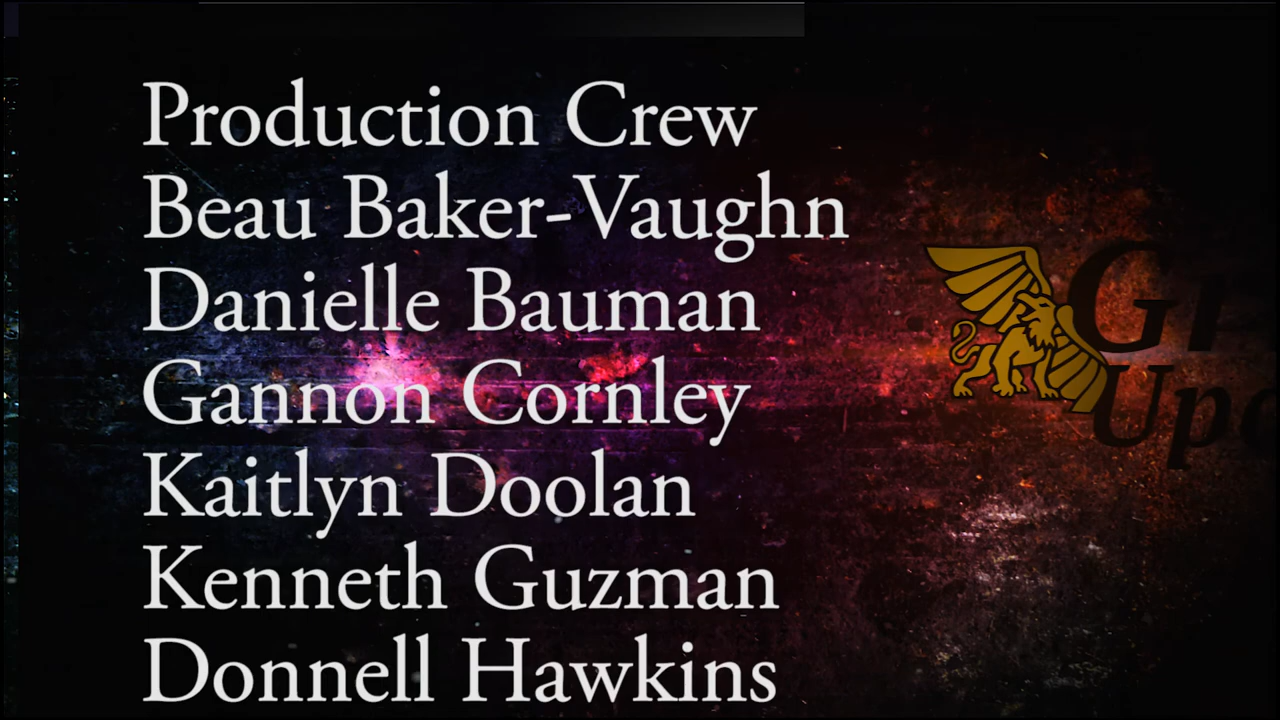 Production Crew
Beau Baker-Vaughn
Danielle Bauman
Gannon Cornley
Kaitlyn Doolan
Kenneth Guzman
Donnell Hawkins